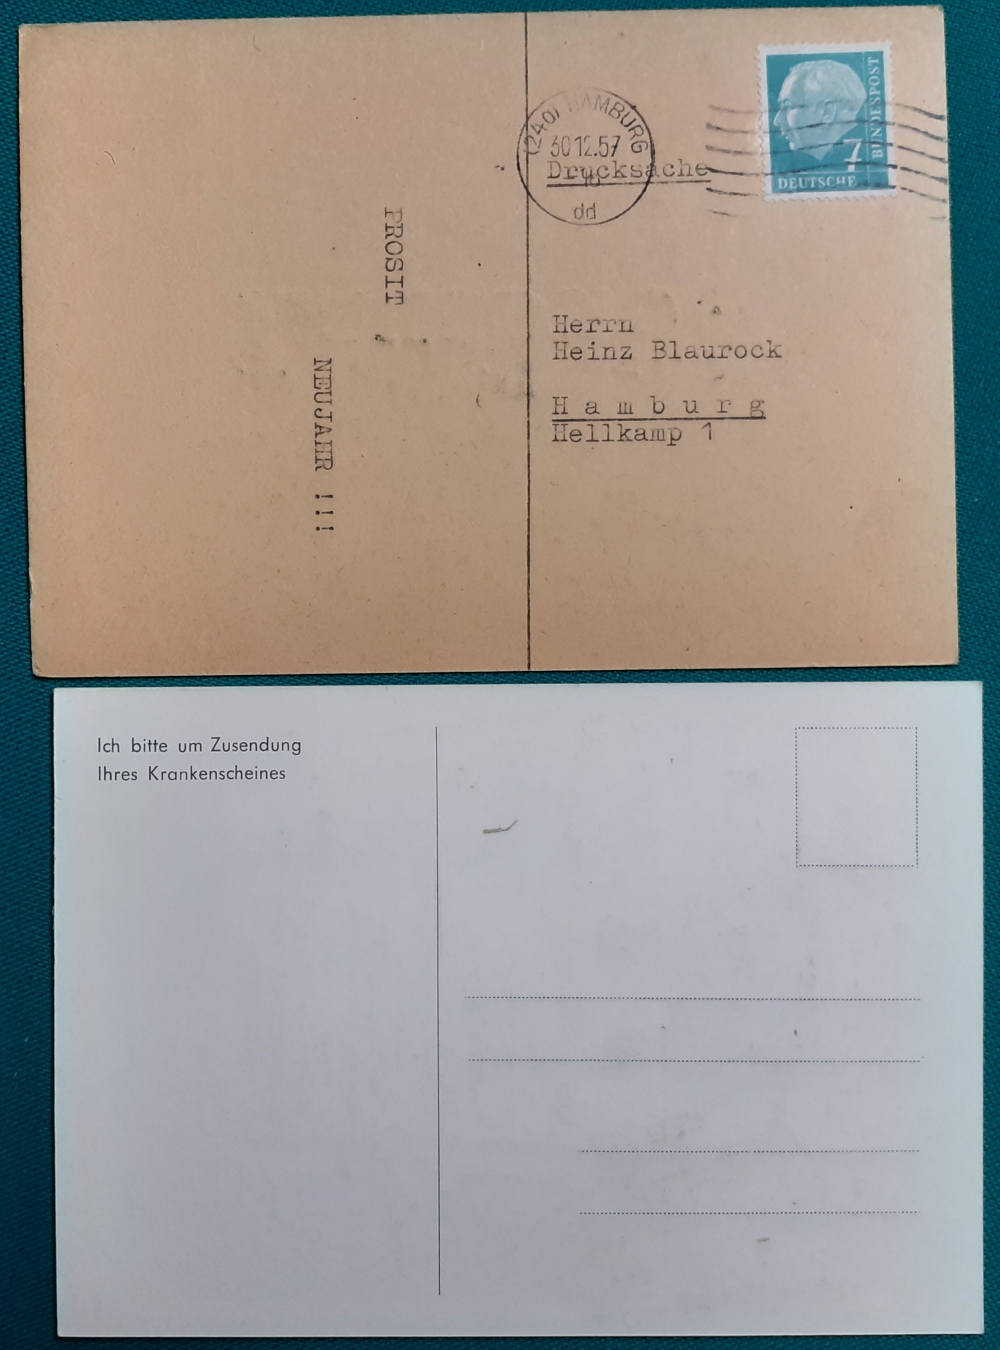 (24a) HAMBURG
30.12.57
dd
DEUTSCHE
BUNDESPOST
7
Drucksache
PROSIT
NEUJAHR !!!
Herrn
Heinz Blaurock
H a m b u r g
Hellkamp 1
Ich bitte um Zusendung
Ihres Krankenscheines